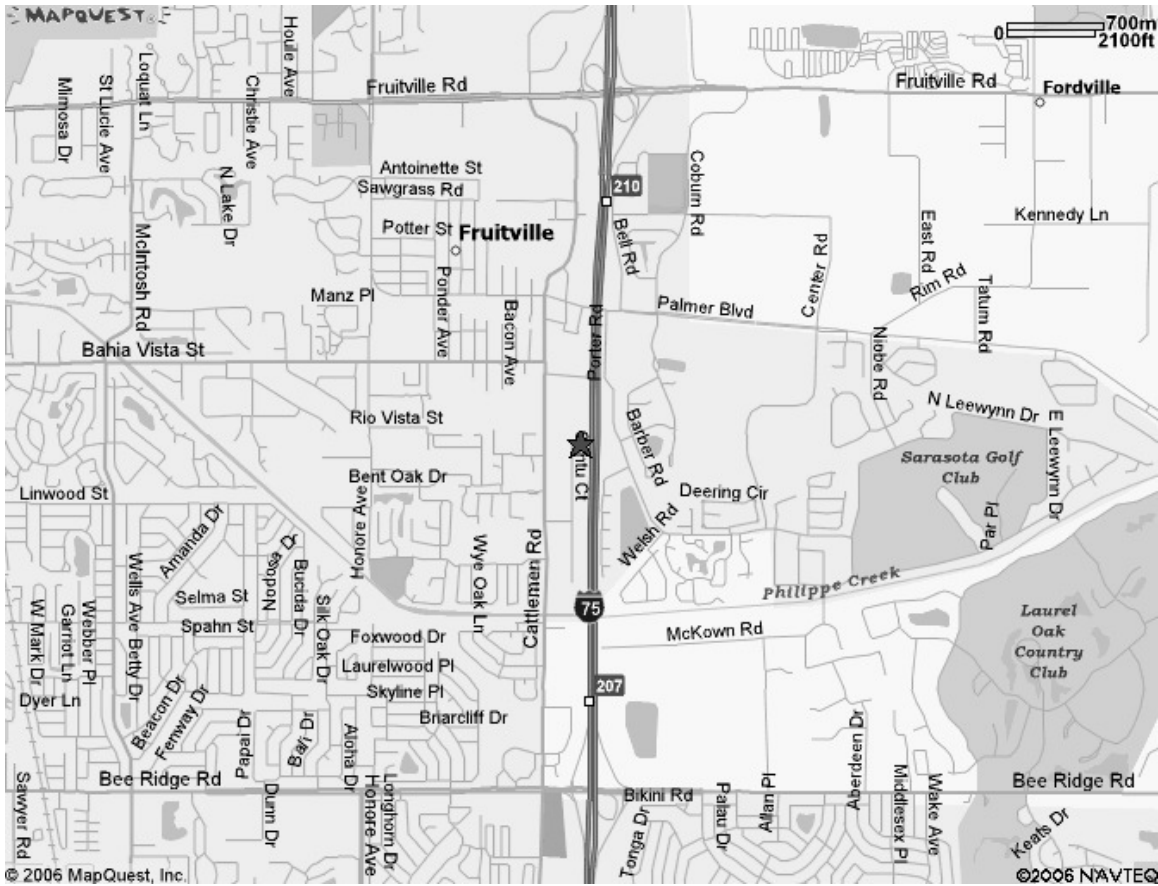 MAPQUEST
700m
0
2100ft
Houle Ave
Loquat Ln
St Lucie Ave
Mimosa Dr
Christie Ave
Fruitville Rd
Fruitville Rd
Fordville
Antoinette St
Sawgrass Rd
210
Coburn Rd
N Lake Dr
Potter St
Fruitville
Bell Rd
East Rd
Kennedy Ln
McIntosh Rd
Manz Pl
Ponder Ave
Bacon Ave
Porter Rd
Palmer Blvd
Center Rd
Rim Rd
Tatum Rd
Niobe Rd
Bahia Vista St
Rio Vista St
Barber Rd
N Leewynn Dr
E Leewynn Dr
Sarasota Golf
Club
Bent Oak Dr
Ct
Deering Cir
Linwood St
Honore Ave
Amanda Dr
Nodosa Dr
Bucida Dr
Wye Oak Ln
Cattlemen Rd
Welsh Rd
Par Pl
Philippe Creek
Wells Ave
Betty Dr
Selma St
Spahn St
Silk Oak Dr
75
W Mark Dr
Garriot Ln
Webber Pl
Foxwood Dr
McKown Rd
Laurel
Oak
Country
Club
Laurelwood Pl
Skyline Pl
207
Dyer Ln
Beacon Dr
Fenway Dr
Padari Dr
Bali Dr
Aloha Dr
Briarcliff Dr
Aberdeen Dr
Bee Ridge Rd
Bikini Rd
Bee Ridge Rd
Sawyer Rd
Dunn Dr
Honore Ave
Longhorn Dr
Tonga Dr
Palau Dr
Allan Pl
Middlesex Pl
Wake Ave
Keats Dr
© 2006 MapQuest, Inc.
©2006 NAVTEQ